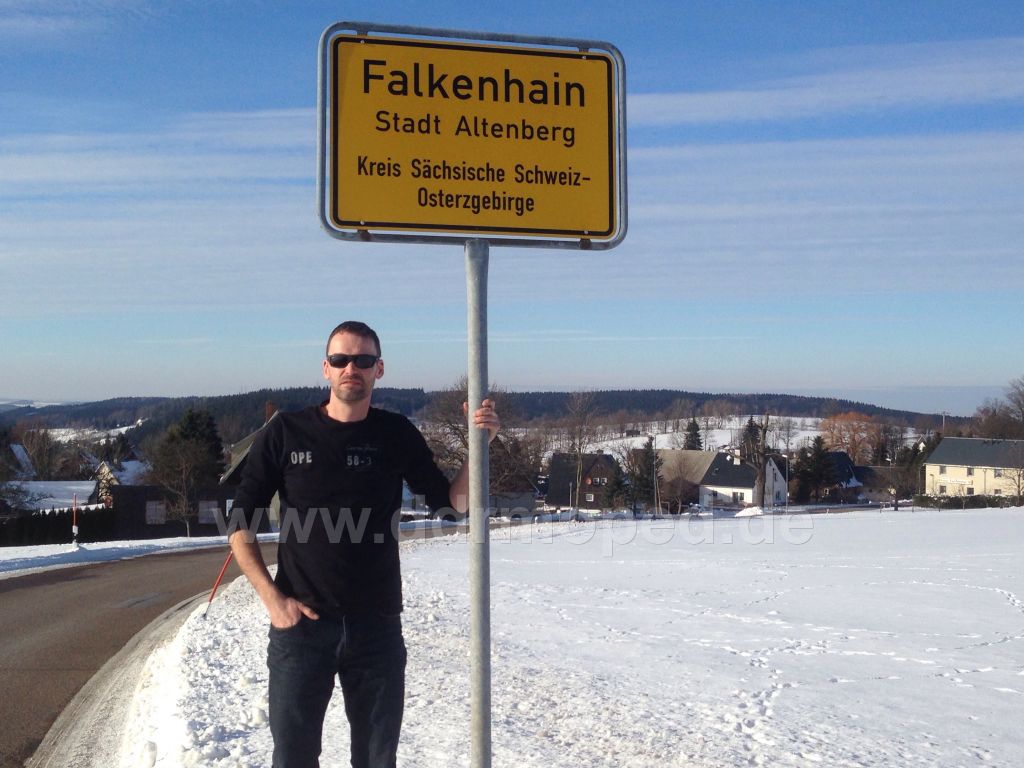 Falkenhain
Stadt Altenberg
Kreis Sächsische Schweiz-
Osterzgebirge
OPE
58-3
www.ddrmoped.de